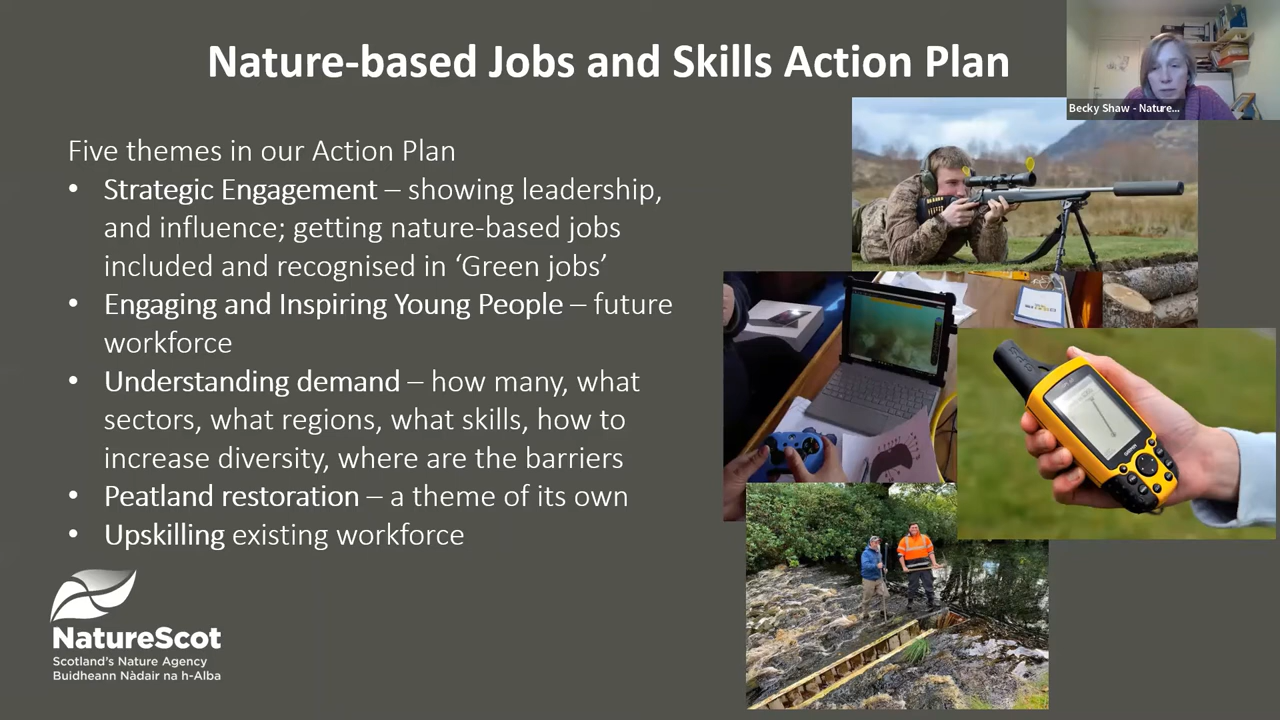 Nature-based Jobs and Skills Action Plan
Becky Shaw - Nature...
Five themes in our Action Plan
• Strategic Engagement – showing leadership,
and influence; getting nature-based jobs
included and recognised in ‘Green jobs’
• Engaging and Inspiring Young People – future
workforce
• Understanding demand – how many, what
sectors, what regions, what skills, how to
increase diversity, where are the barriers
• Peatland restoration – a theme of its own
• Upskilling existing workforce
GARMIN
NatureScot
Scotland's Nature Agency
Buidheann Nàdair na h-Alba